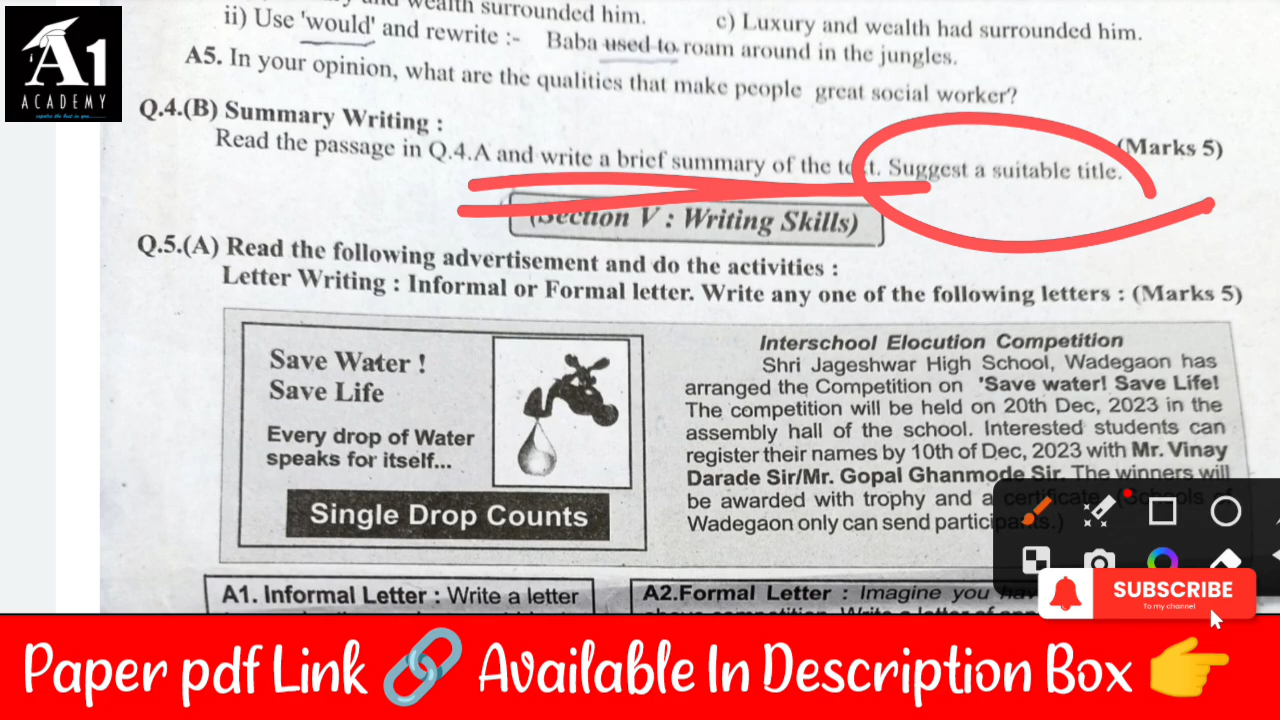 wealth surrounded him.
c) Luxury and wealth had surrounded him.
ii) Use 'would' and rewrite :- Baba used to roam around in the jungles.
A5. In your opinion, what are the qualities that make people great social worker?
Q.4.(B) Summary Writing :
(Marks 5)
Read the passage in Q.4.A and write a brief summary of the text. Suggest a suitable title.
(Section V : Writing Skills)
Q.5.(A) Read the following advertisement and do the activities :
Letter Writing : Informal or Formal letter. Write any one of the following letters : (Marks 5)
Save Water !
Save Life
Every drop of Water
speaks for itself...
Single Drop Counts
Interschool Elocution Competition
Shri Jageshwar High School, Wadegaon has
arranged the Competition on 'Save water! Save Life!
The competition will be held on 20th Dec, 2023 in the
assembly hall of the school. Interested students can
register their names by 10th of Dec, 2023 with Mr. Vinay
Darade Sir/Mr. Gopal Ghanmode Sir. The winners will
be awarded with trophy and a certificate. (Schools of
Wadegaon only can send participants.)
A1. Informal Letter : Write a letter
A2.Formal Letter : Imagine you have
A1
ACADEMY
SUBSCRIBE
To my channel
Paper pdf Link Available In Description Box